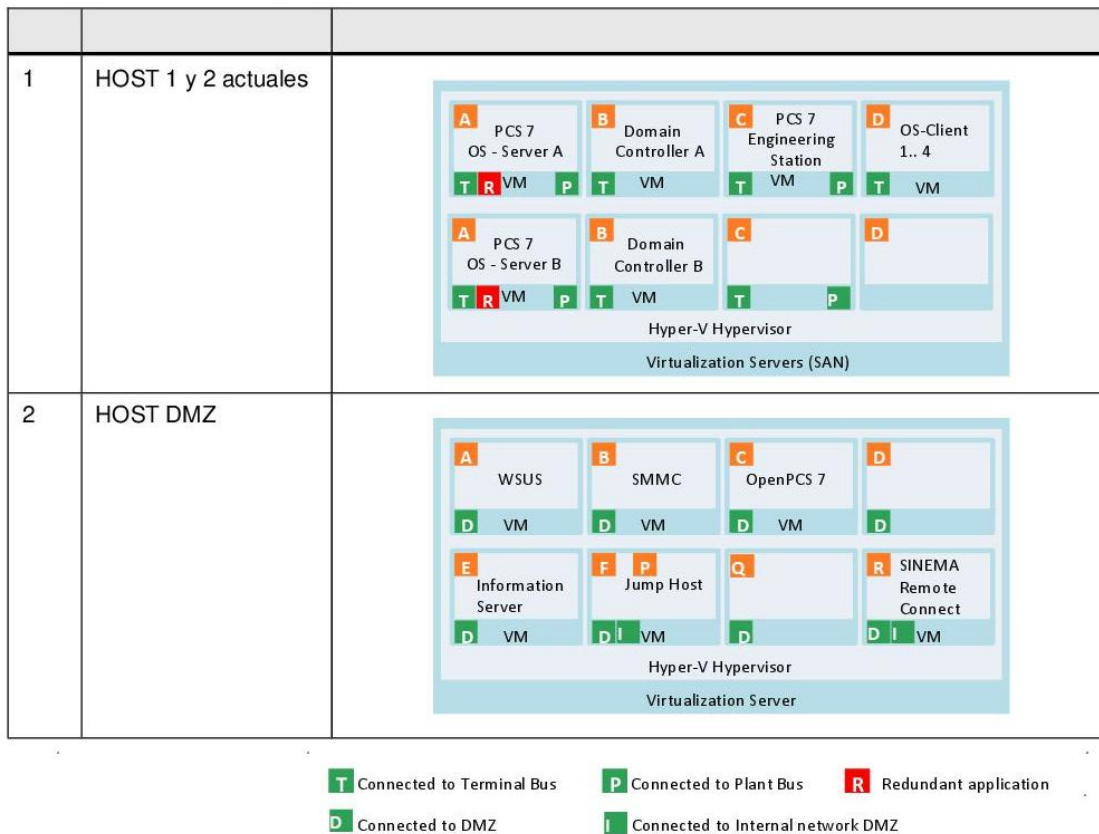 1
HOST 1 y 2 actuales
A
PCS 7
OS - Server A
T R VM P
B
Domain
Controller A
T VM
C
PCS 7
Engineering
Station
T VM P
D
OS-Client
1.. 4
T VM
A
PCS 7
OS - Server B
T R VM P
B
Domain
Controller B
T VM
C
T P
D
Hyper-V Hypervisor
Virtualization Servers (SAN)
2
HOST DMZ
A
WSUS
D VM
B
SMMC
D VM
C
OpenPCS 7
D VM
D
D
E
Information
Server
D VM
F P
Jump Host
D I VM
Q
D
R SINEMA
Remote
Connect
D I VM
Hyper-V Hypervisor
Virtualization Server
T Connected to Terminal Bus
P Connected to Plant Bus
R Redundant application
D Connected to DMZ
I Connected to Internal network DMZ